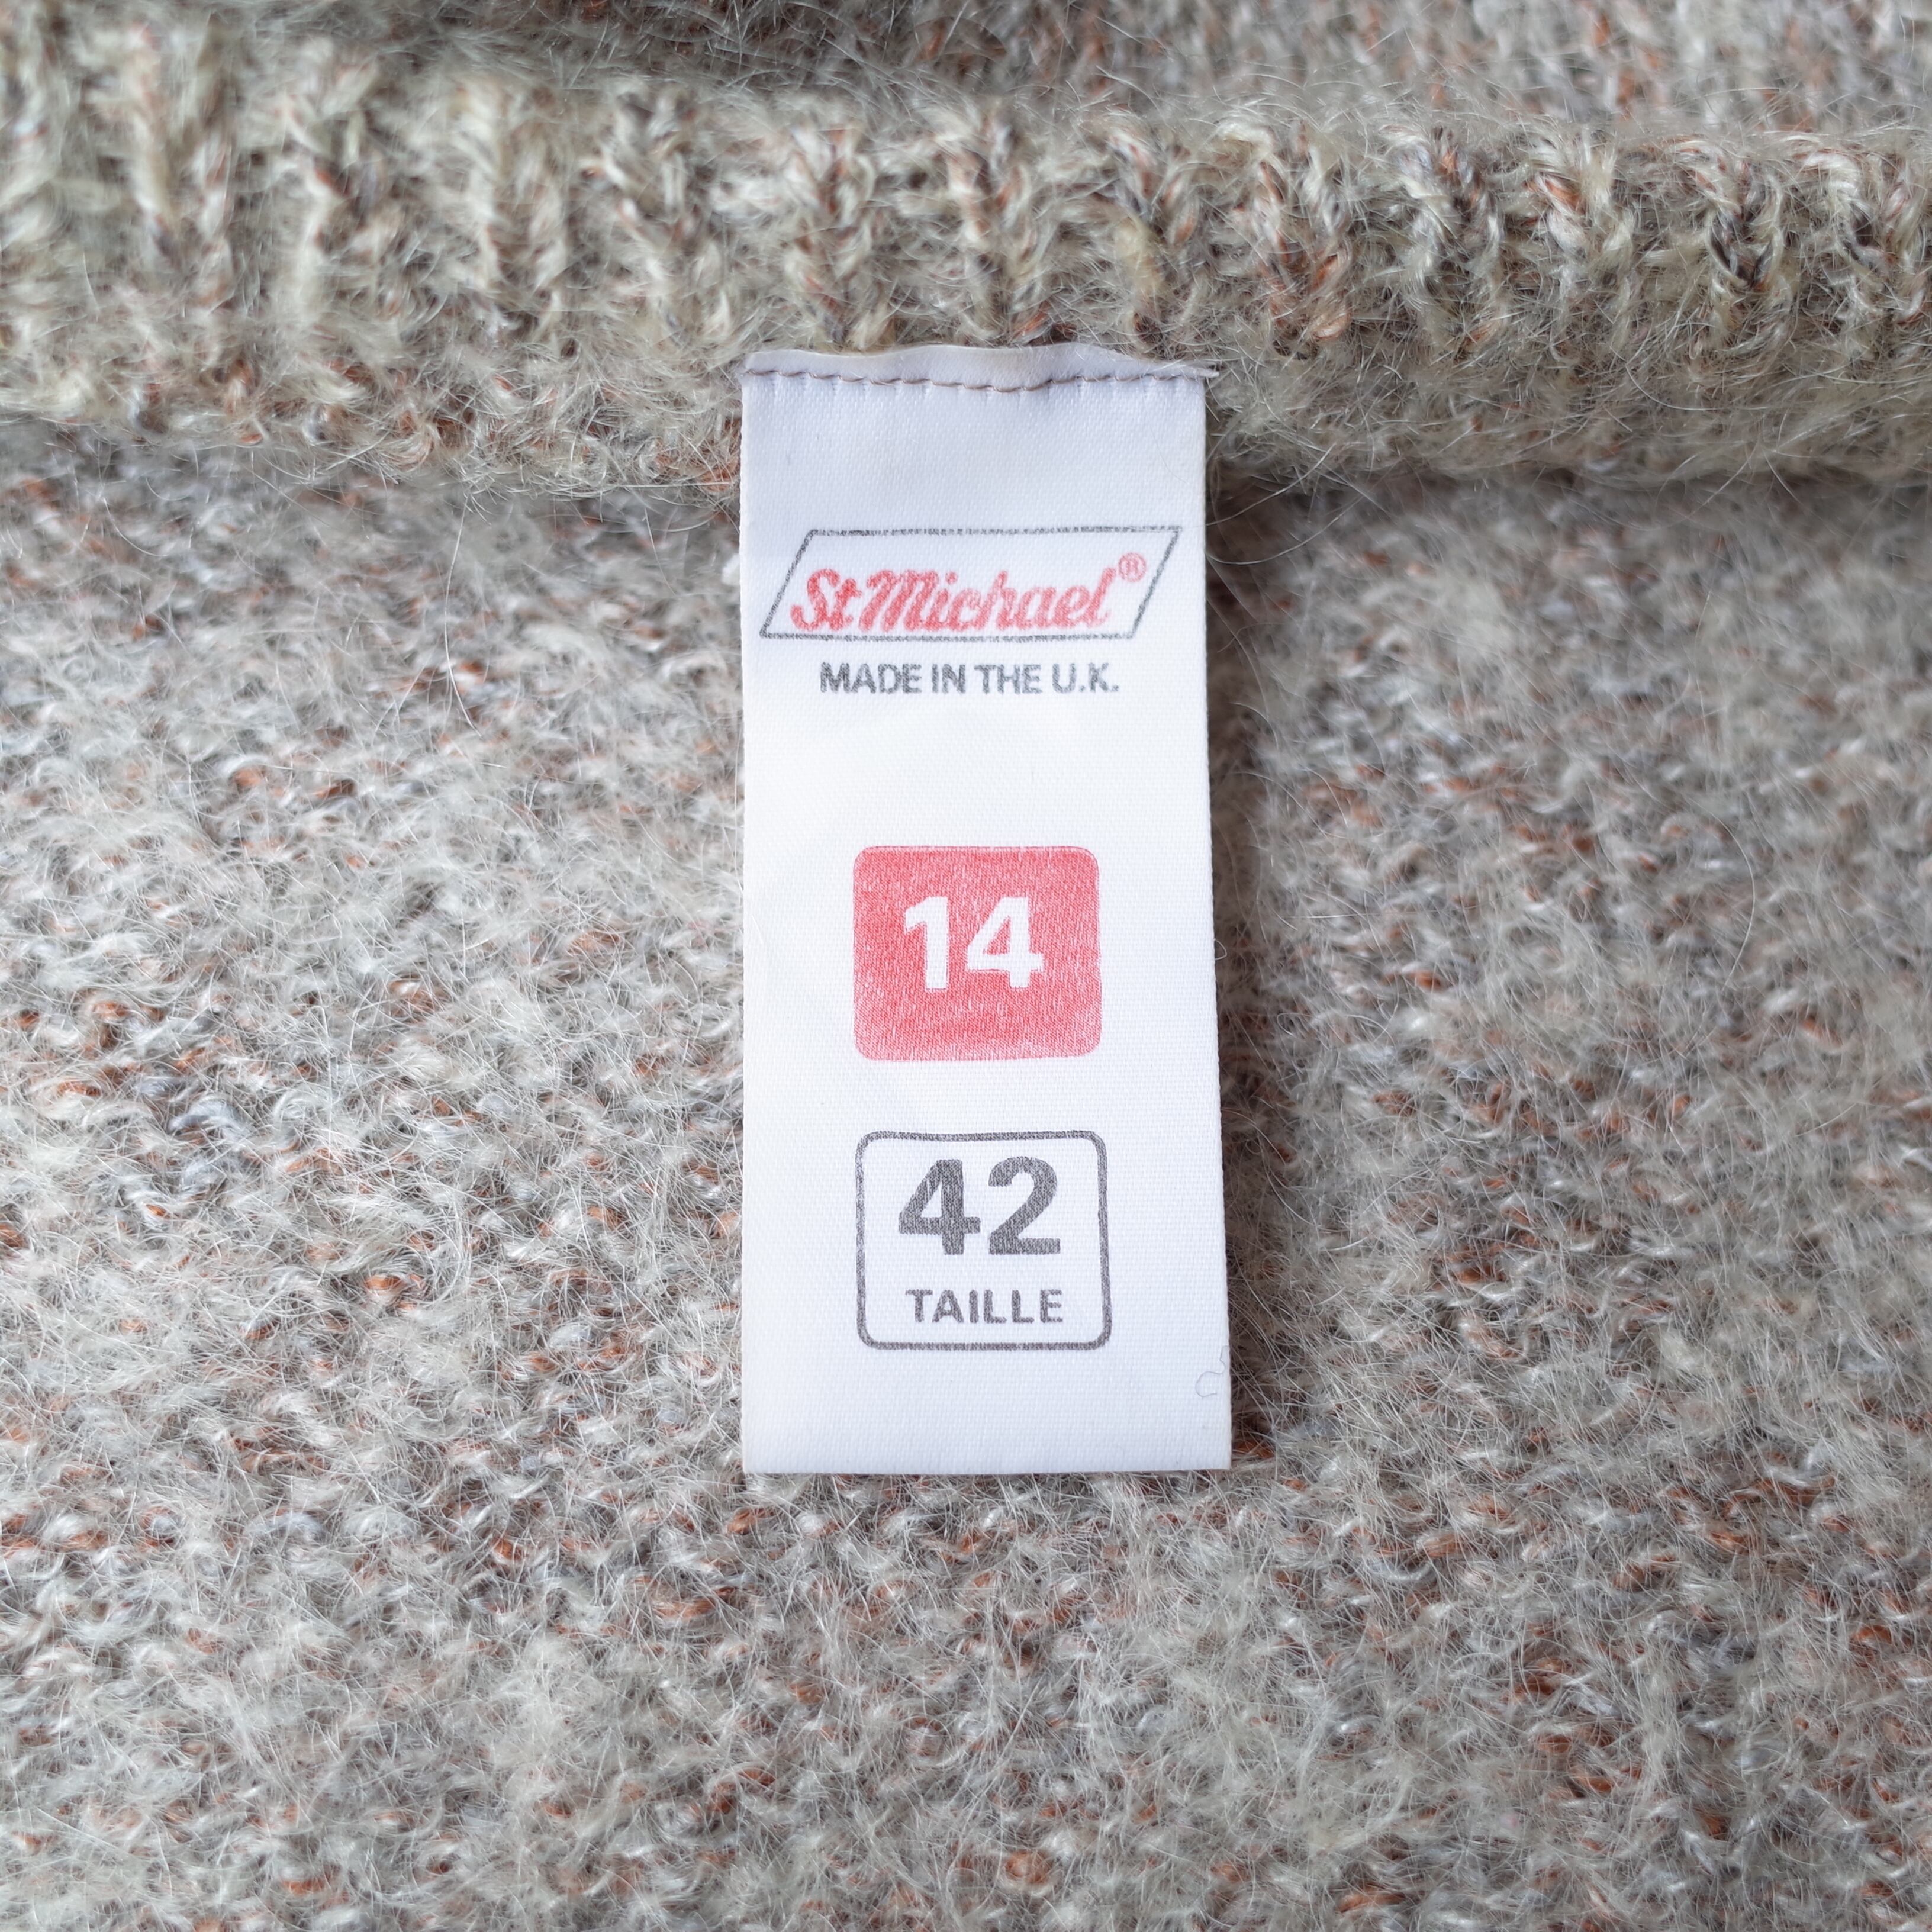 St Michael®
MADE IN THE U.K.
14
42
TAILLE